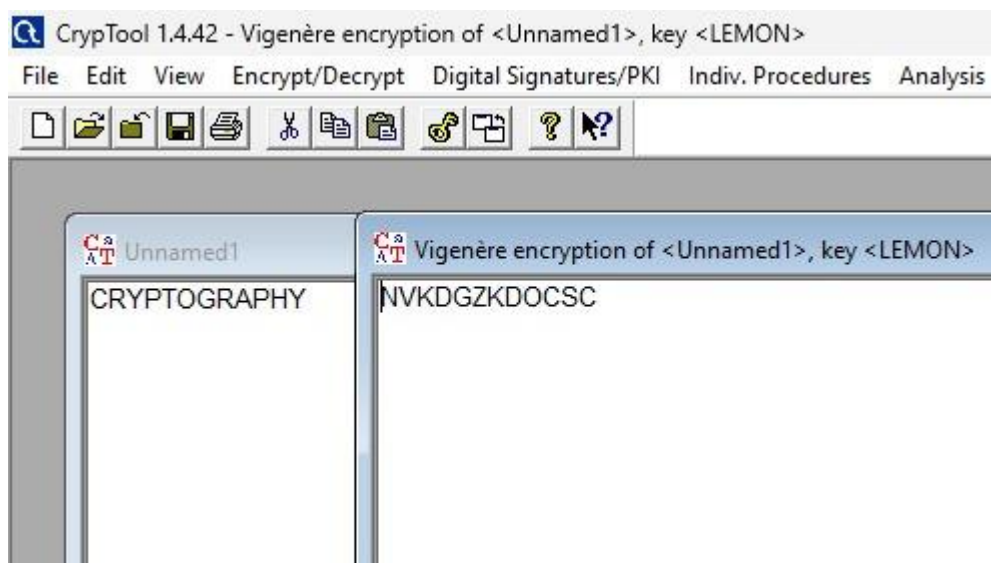 CrypTool 1.4.42 - Vigenère encryption of <Unnamed1>, key <LEMON>
File Edit View Encrypt/Decrypt Digital Signatures/PKI Indiv. Procedures Analysis
Unnamed1
Vigenère encryption of <Unnamed1>, key <LEMON>
CRYPTOGRAPHY
NVKDGZKDOCSC